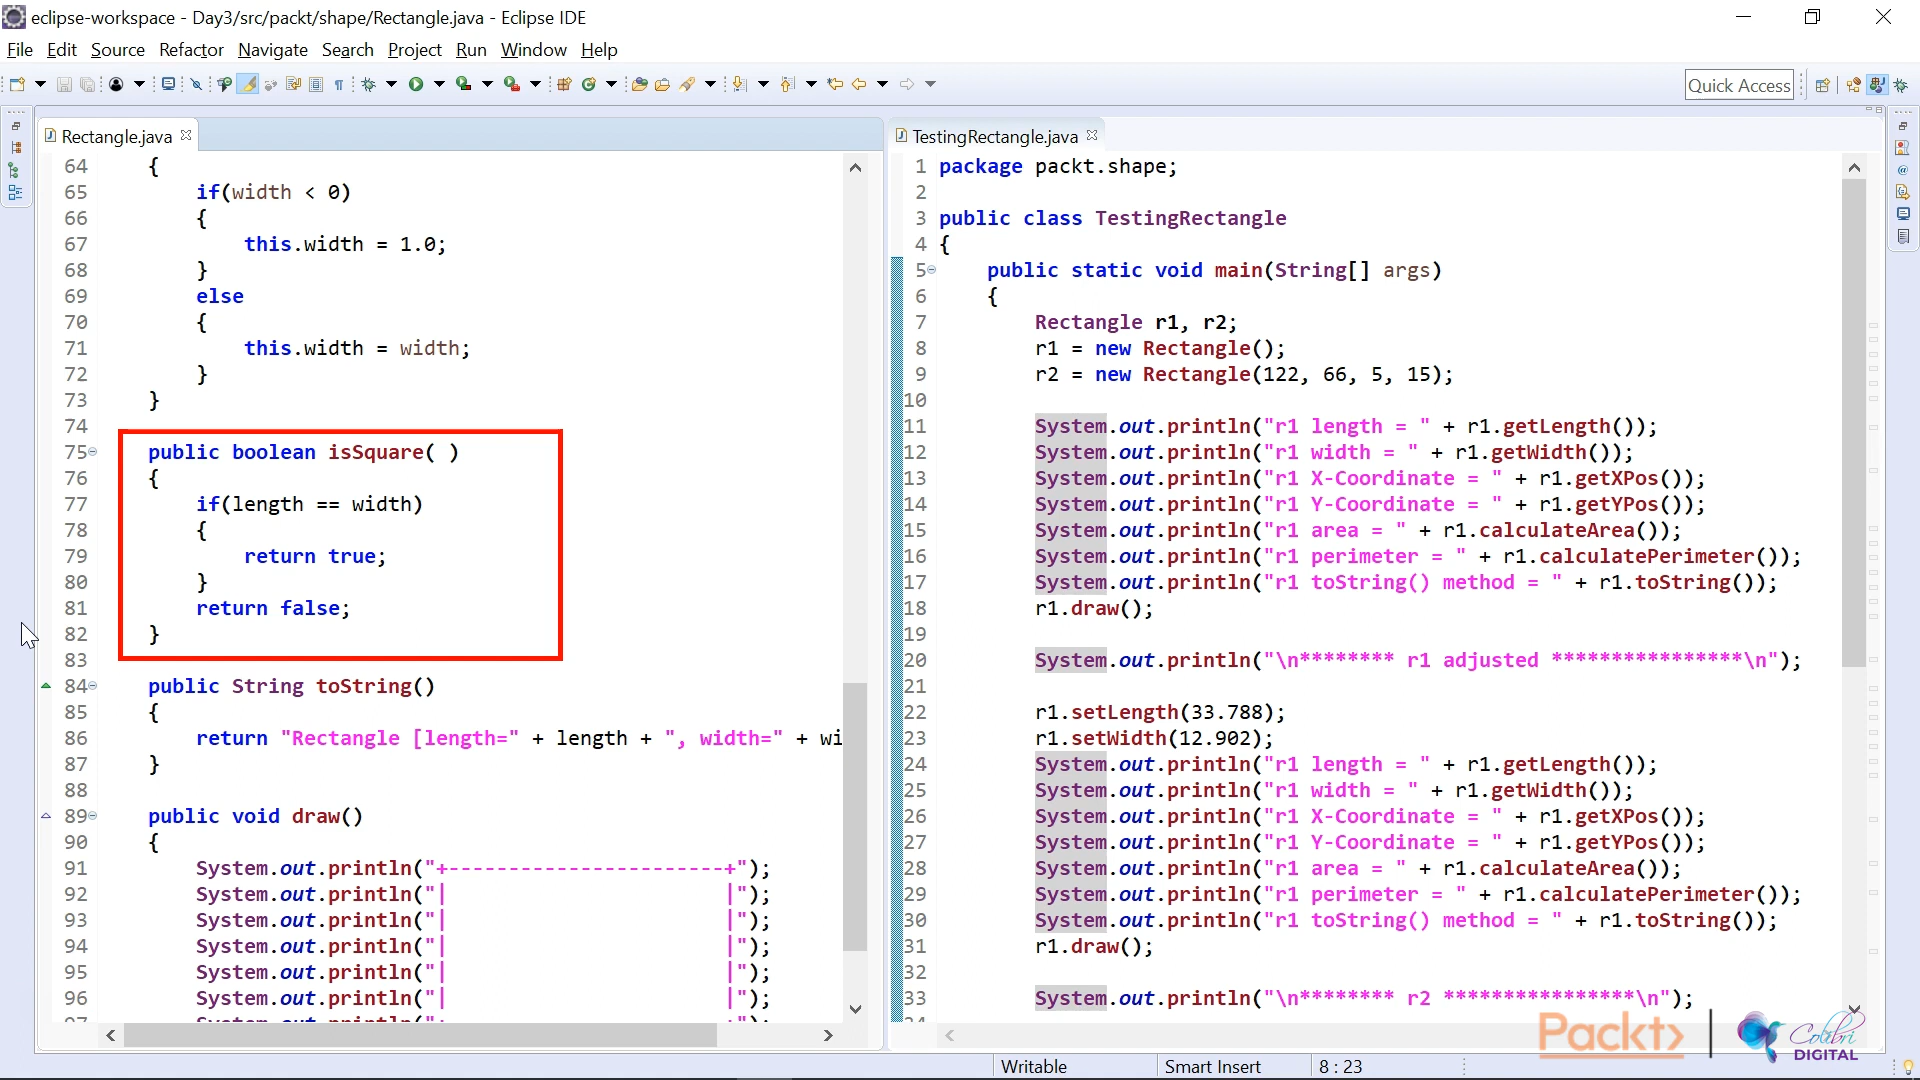 eclipse-workspace - Day3/src/packt/shape/Rectangle.java - Eclipse IDE
File Edit Source Refactor Navigate Search Project Run Window Help
Quick Access
Rectangle.java
64 {
65 if(width < 0)
66 {
67 this.width = 1.0;
68 }
69 else
70 {
71 this.width = width;
72 }
73 }
74
75 public boolean isSquare( )
76 {
77 if(length == width)
78 {
79 return true;
80 }
81 return false;
82 }
83
84 public String toString()
85 {
86 return "Rectangle [length=" + length + ", width=" + wi
87 }
88
89 public void draw()
90 {
91 System.out.println("+-----------------------+");
92 System.out.println("|                       |");
93 System.out.println("|                       |");
94 System.out.println("|                       |");
95 System.out.println("|                       |");
96 System.out.println("|                       |");
TestingRectangle.java
1 package packt.shape;
2
3 public class TestingRectangle
4 {
5 public static void main(String[] args)
6 {
7 Rectangle r1, r2;
8 r1 = new Rectangle();
9 r2 = new Rectangle(122, 66, 5, 15);
10
11 System.out.println("r1 length = " + r1.getLength());
12 System.out.println("r1 width = " + r1.getWidth());
13 System.out.println("r1 X-Coordinate = " + r1.getXPos());
14 System.out.println("r1 Y-Coordinate = " + r1.getYPos());
15 System.out.println("r1 area = " + r1.calculateArea());
16 System.out.println("r1 perimeter = " + r1.calculatePerimeter());
17 System.out.println("r1 toString() method = " + r1.toString());
18 r1.draw();
19
20 System.out.println("\n******** r1 adjusted ****************\n");
21
22 r1.setLength(33.788);
23 r1.setWidth(12.902);
24 System.out.println("r1 length = " + r1.getLength());
25 System.out.println("r1 width = " + r1.getWidth());
26 System.out.println("r1 X-Coordinate = " + r1.getXPos());
27 System.out.println("r1 Y-Coordinate = " + r1.getYPos());
28 System.out.println("r1 area = " + r1.calculateArea());
29 System.out.println("r1 perimeter = " + r1.calculatePerimeter());
30 System.out.println("r1 toString() method = " + r1.toString());
31 r1.draw();
32
33 System.out.println("\n******** r2 ****************\n");
Packt>
Colibri
DIGITAL
Writable Smart Insert 8 : 23